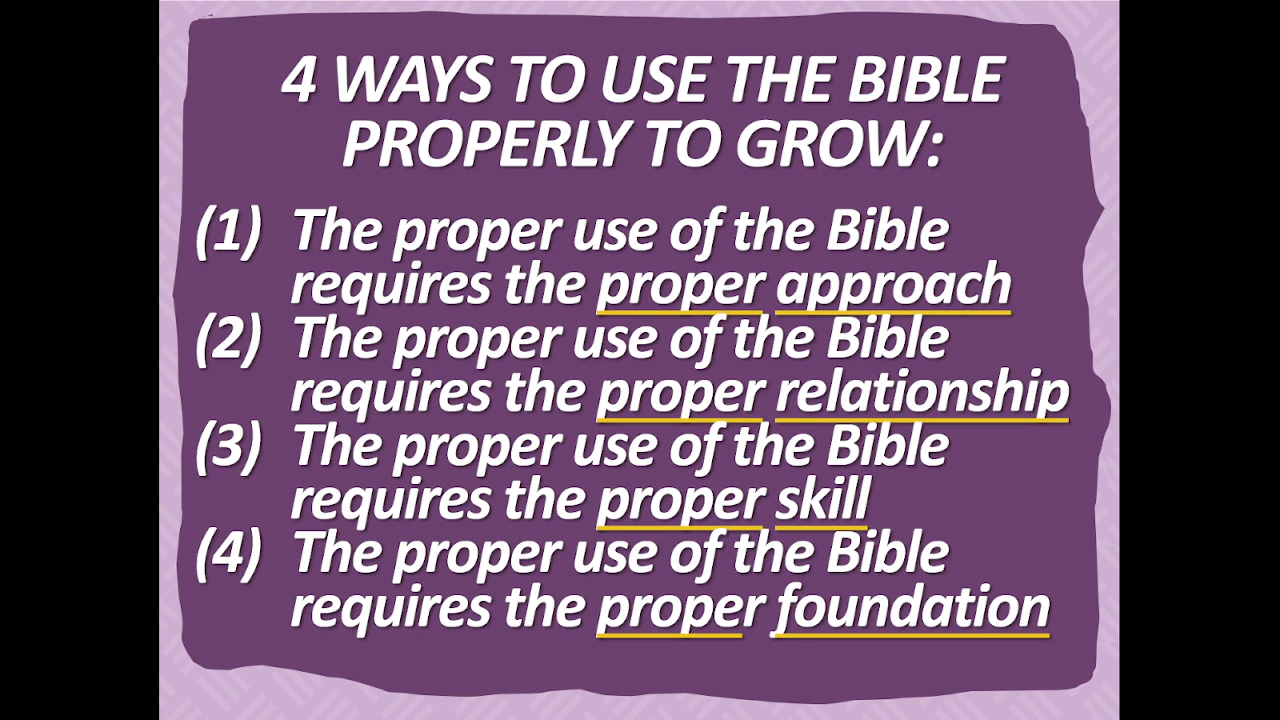 4 WAYS TO USE THE BIBLE
PROPERLY TO GROW:
(1) The proper use of the Bible
requires the proper approach
(2) The proper use of the Bible
requires the proper relationship
(3) The proper use of the Bible
requires the proper skill
(4) The proper use of the Bible
requires the proper foundation